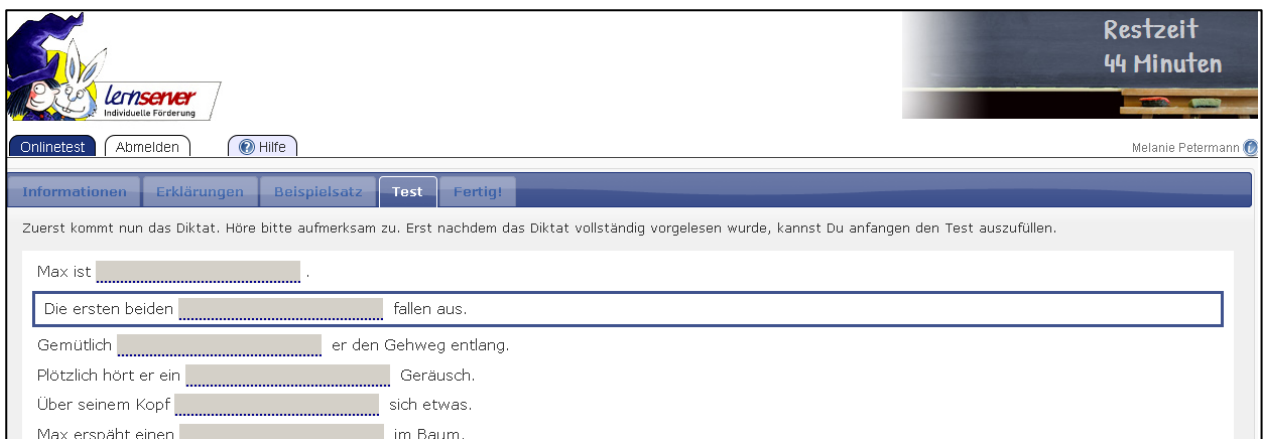 Restzeit
44 Minuten
lernserver
Individuelle Förderung
Onlinetest Abmelden Hilfe Melanie Petermann
Informationen Erklärungen Beispielsatz Test Fertig!
Zuerst kommt nun das Diktat. Höre bitte aufmerksam zu. Erst nachdem das Diktat vollständig vorgelesen wurde, kannst Du anfangen den Test auszufüllen.
Max ist .
Die ersten beiden fallen aus.
Gemütlich er den Gehweg entlang.
Plötzlich hört er ein Geräusch.
Über seinem Kopf sich etwas.
Max erspäht einen im Baum.